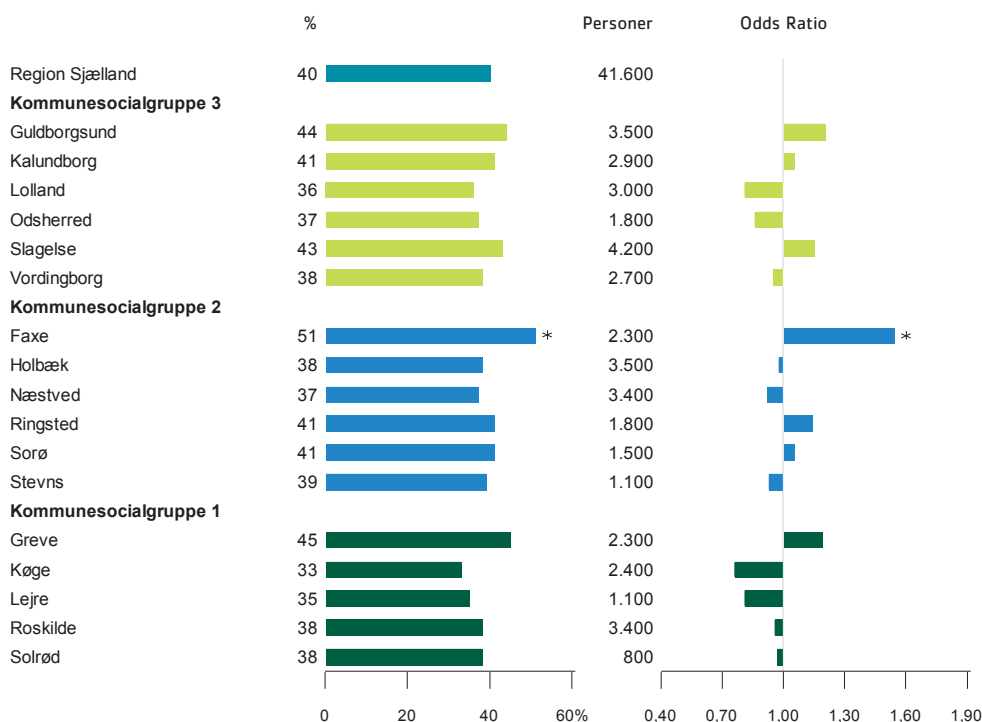 % Personer Odds Ratio
Region Sjælland 40 41.600
Kommunesocialgruppe 3
Guldborgsund 44 3.500
Kalundborg 41 2.900
Lolland 36 3.000
Odsherred 37 1.800
Slagelse 43 4.200
Vordingborg 38 2.700
Kommunesocialgruppe 2
Faxe 51 * 2.300 *
Holbæk 38 3.500
Næstved 37 3.400
Ringsted 41 1.800
Sorø 41 1.500
Stevns 39 1.100
Kommunesocialgruppe 1
Greve 45 2.300
Køge 33 2.400
Lejre 35 1.100
Roskilde 38 3.400
Solrød 38 800
0 20 40 60% 0.40 0,70 1,00 1,30 1,60 1,90